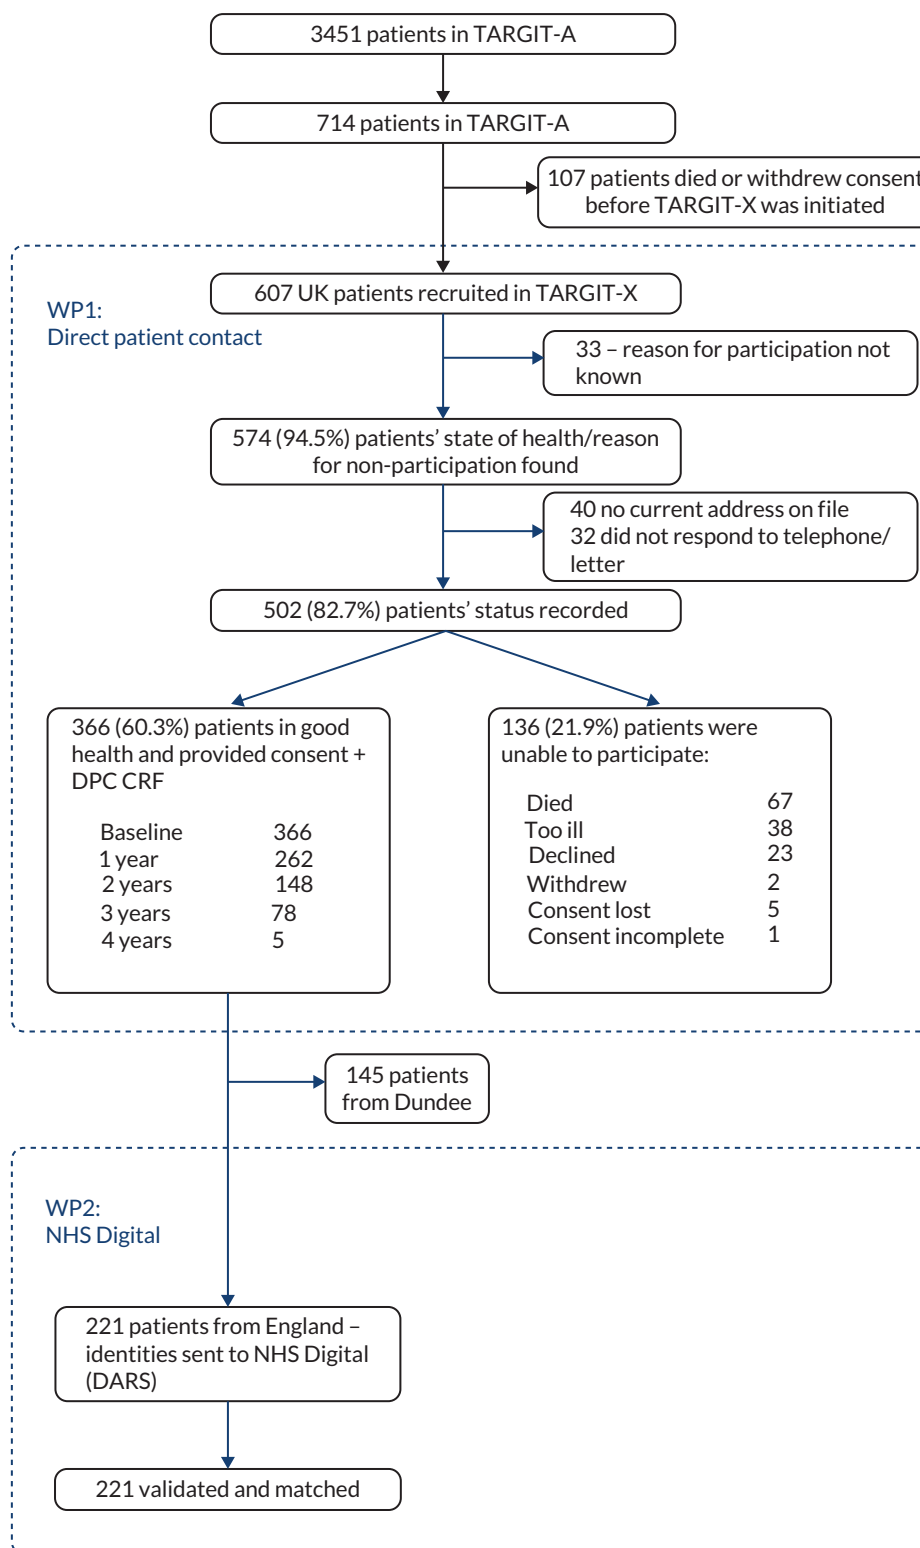 3451 patients in TARGIT-A
714 patients in TARGIT-A
107 patients died or withdrew consent
before TARGIT-X was initiated
607 UK patients recruited in TARGIT-X
WP1:
Direct patient contact
33 – reason for participation not
known
574 (94.5%) patients’ state of health/reason
for non-participation found
40 no current address on file
32 did not respond to telephone/
letter
502 (82.7%) patients’ status recorded
366 (60.3%) patients in good
health and provided consent +
DPC CRF
Baseline 366
1 year 262
2 years 148
3 years 78
4 years 5
136 (21.9%) patients were
unable to participate:
Died 67
Too ill 38
Declined 23
Withdrew 2
Consent lost 5
Consent incomplete 1
145 patients
from Dundee
WP2:
NHS Digital
221 patients from England –
identities sent to NHS Digital
(DARS)
221 validated and matched